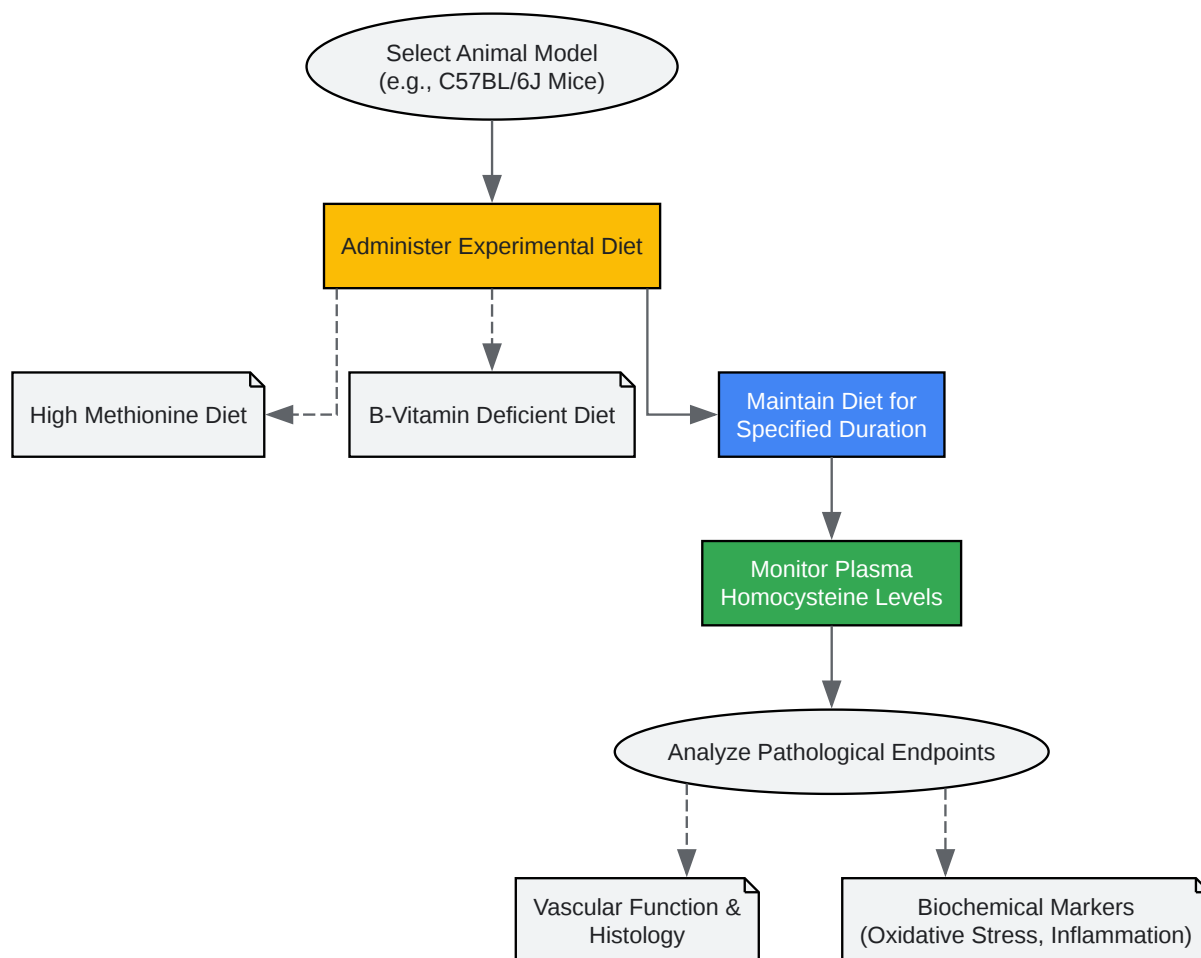 Select Animal Model
(e.g., C57BL/6J Mice)
Administer Experimental Diet
High Methionine Diet
B-Vitamin Deficient Diet
Maintain Diet for
Specified Duration
Monitor Plasma
Homocysteine Levels
Analyze Pathological Endpoints
Vascular Function &
Histology
Biochemical Markers
(Oxidative Stress, Inflammation)